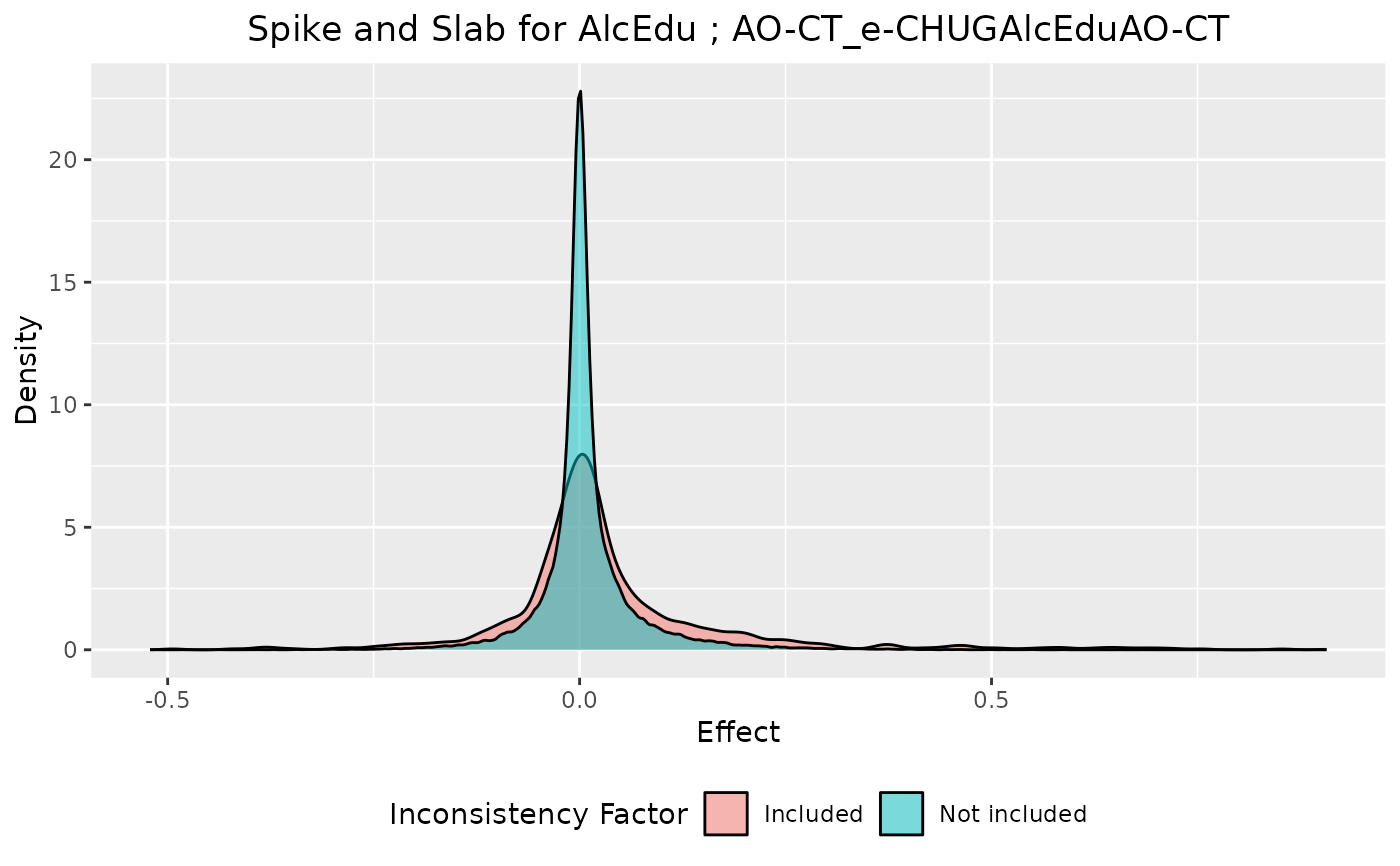 Spike and Slab for AlcEdu ; AO-CT_e-CHUGAlcEduAO-CT
20
15
10
5
0
Density
-0.5 0.0 0.5
Effect
Inconsistency Factor Included Not included